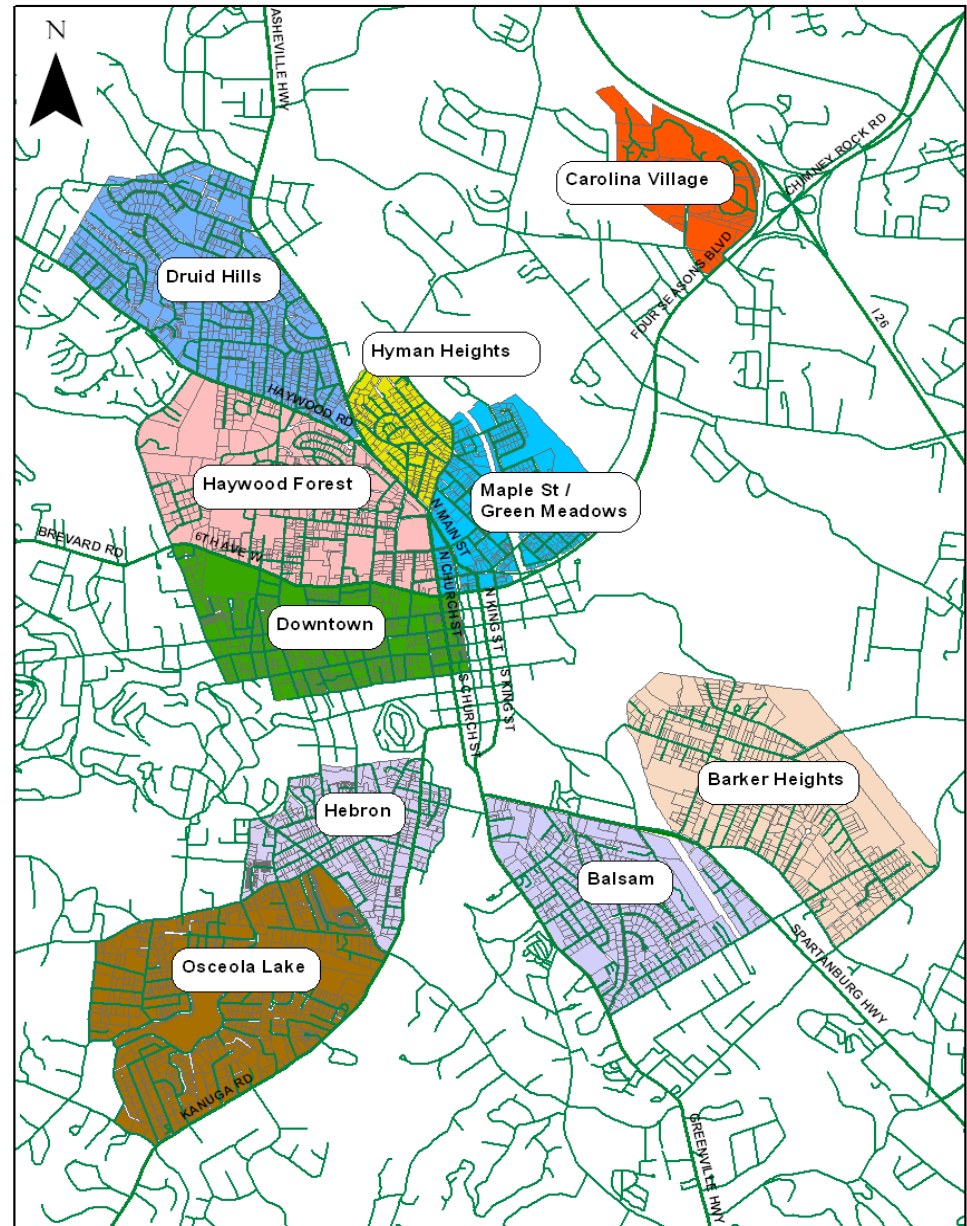 N
ASHEVILLE HWY
Carolina Village
CHIMNEY ROCK RD
Druid Hills
FOUR SEASONS BLVD
I 26
Hyman Heights
HAYWOOD RD
Haywood Forest
Maple St /
Green Meadows
N MAIN ST
BREVARD RD
6TH AVE W
N CHURCH ST
N KING ST
Downtown
S KING ST
S CHURCH ST
Barker Heights
Hebron
Balsam
Osceola Lake
SPARTANBURG HWY
KANUGA RD
GREENVILLE HWY